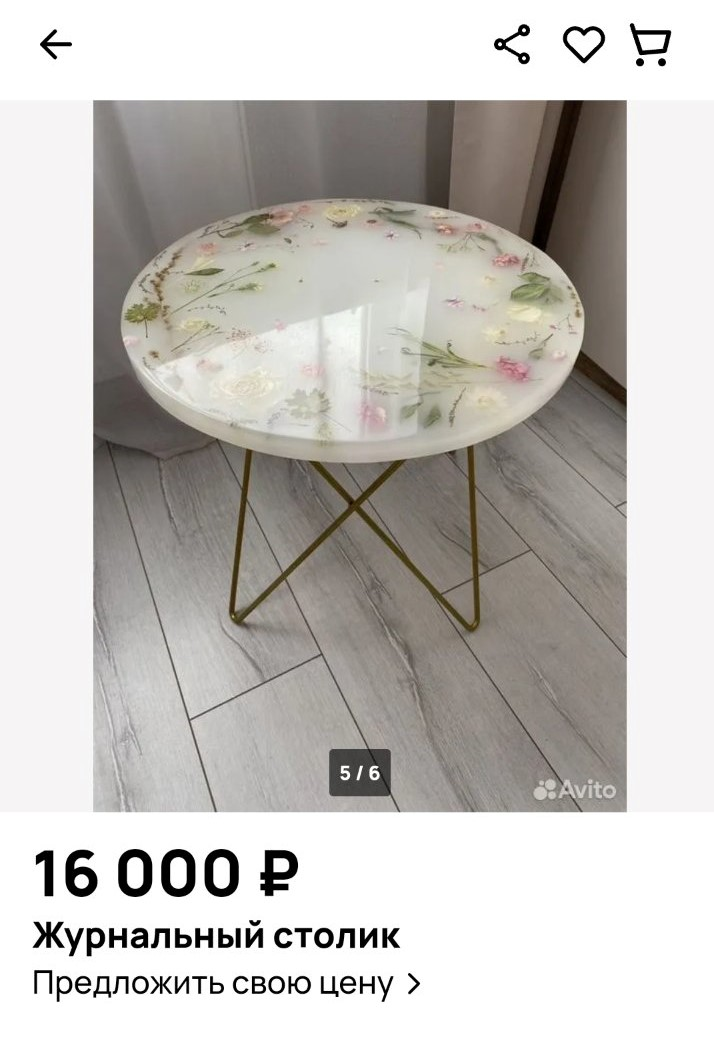 5 / 6
Avito
16 000 ₽
Журнальный столик
Предложить свою цену >